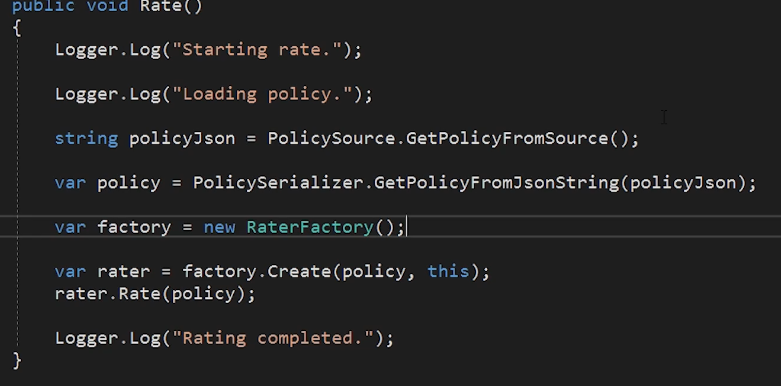 public void Rate()
{
Logger.Log("Starting rate.");
Logger.Log("Loading policy.");
string policyJson = PolicySource.GetPolicyFromSource();
var policy = PolicySerializer.GetPolicyFromJsonString(policyJson);
var factory = new RaterFactory();
var rater = factory.Create(policy, this);
rater.Rate(policy);
Logger.Log("Rating completed.");
}